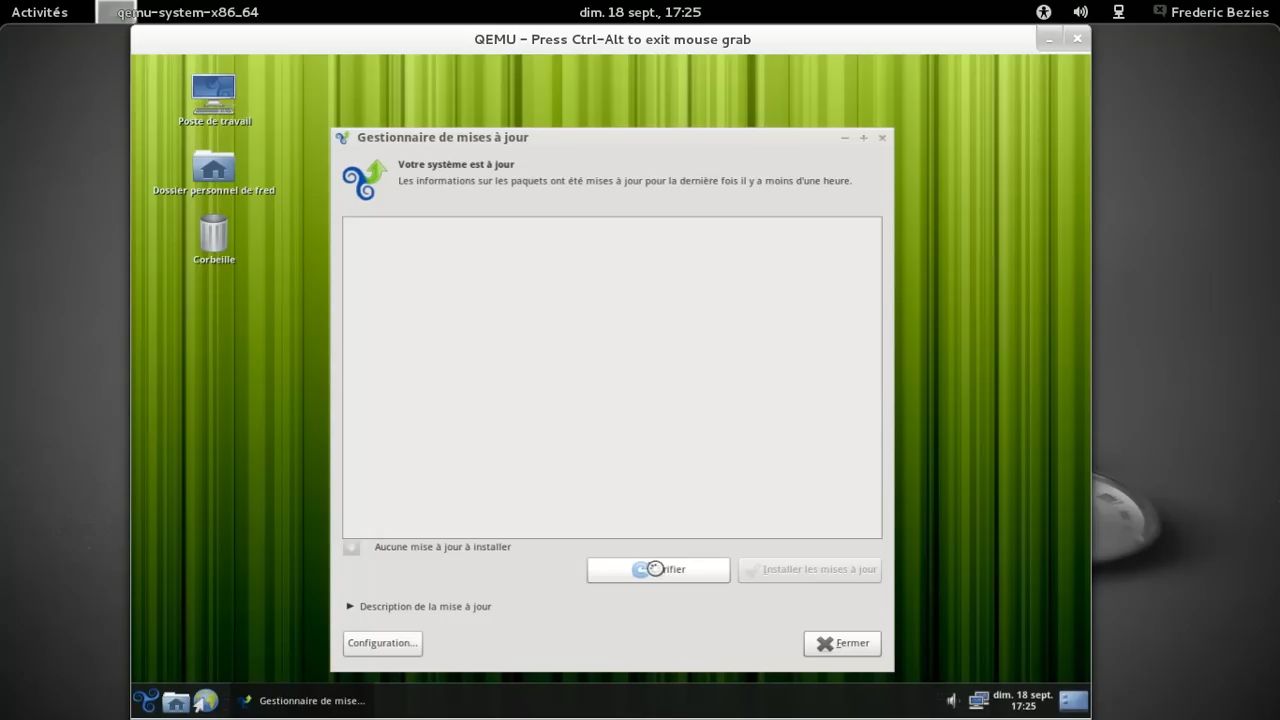 Activités
qemu-system-x86_64
dim. 18 sept., 17:25
Frederic Bezies
QEMU - Press Ctrl-Alt to exit mouse grab
Poste de travail
Dossier personnel de fred
Corbeille
Gestionnaire de mises à jour
Votre système est à jour
Les informations sur les paquets ont été mises à jour pour la dernière fois il y a moins d'une heure.
Aucune mise à jour à installer
Installer les mises à jour
Description de la mise à jour
Configuration...
Fermer
Gestionnaire de mise...
dim. 18 sept.
17:25